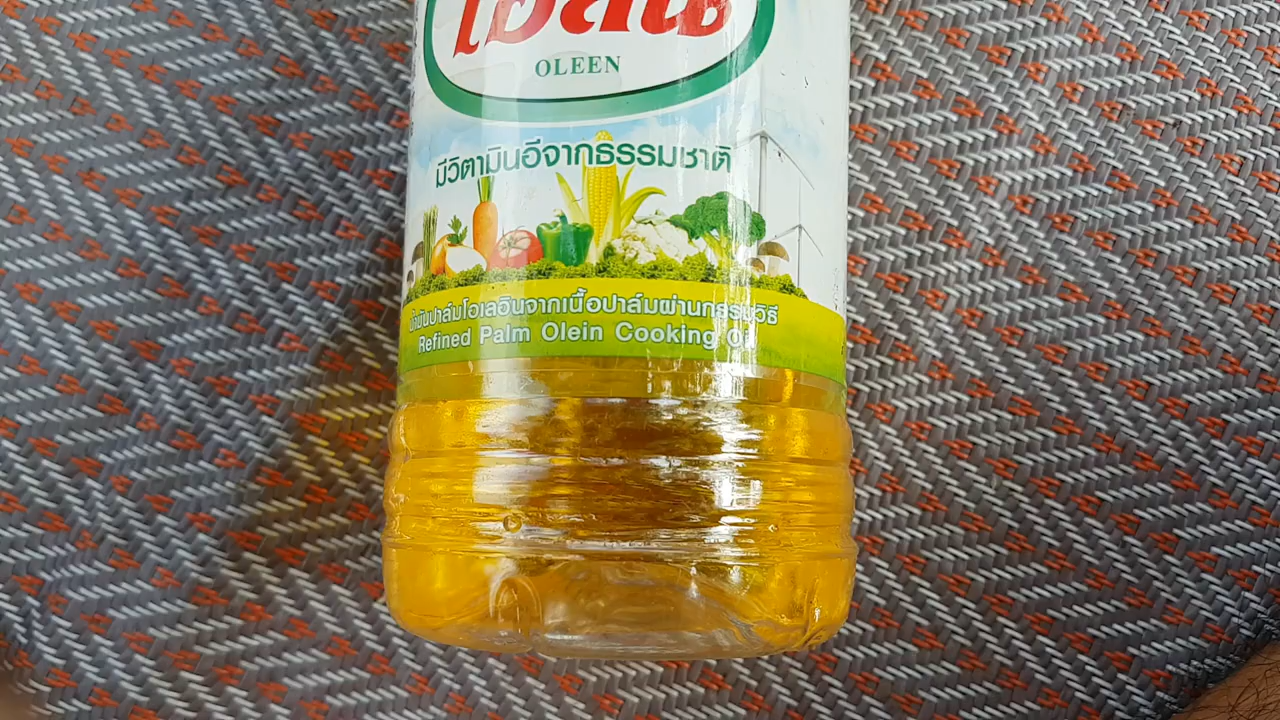 โอลีน
OLEEN
มีวิตามินอีจากธรรมชาติ
น้ำมันปาล์มโอเลอินจากเนื้อปาล์มผ่านกรรมวิธี
Refined Palm Olein Cooking Oil